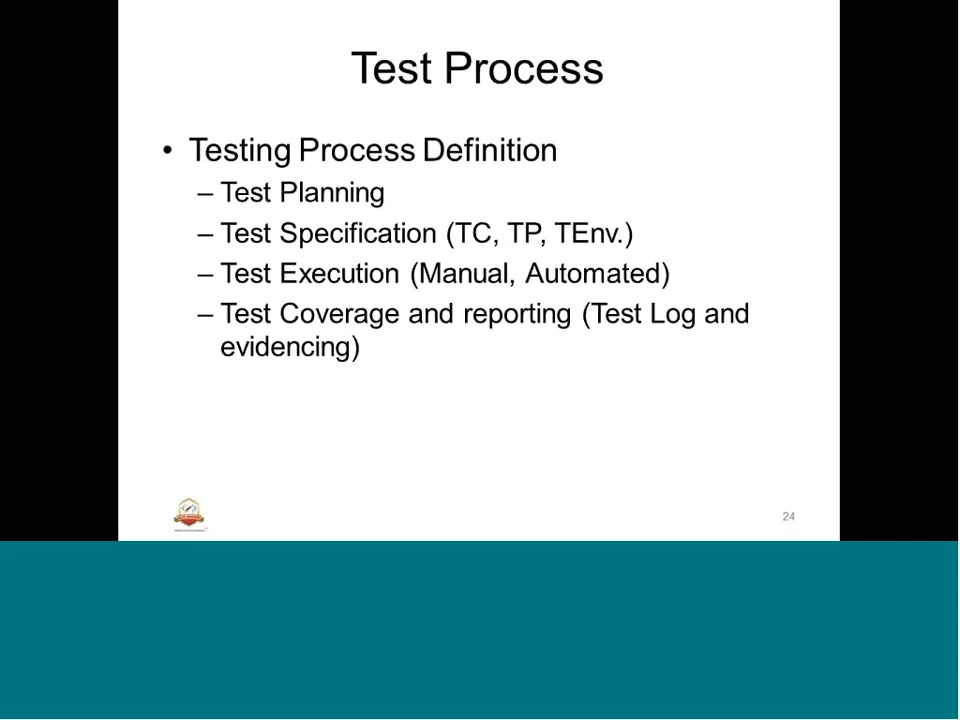 Test Process
• Testing Process Definition
– Test Planning
– Test Specification (TC, TP, TEnv.)
– Test Execution (Manual, Automated)
– Test Coverage and reporting (Test Log and
evidencing)
24